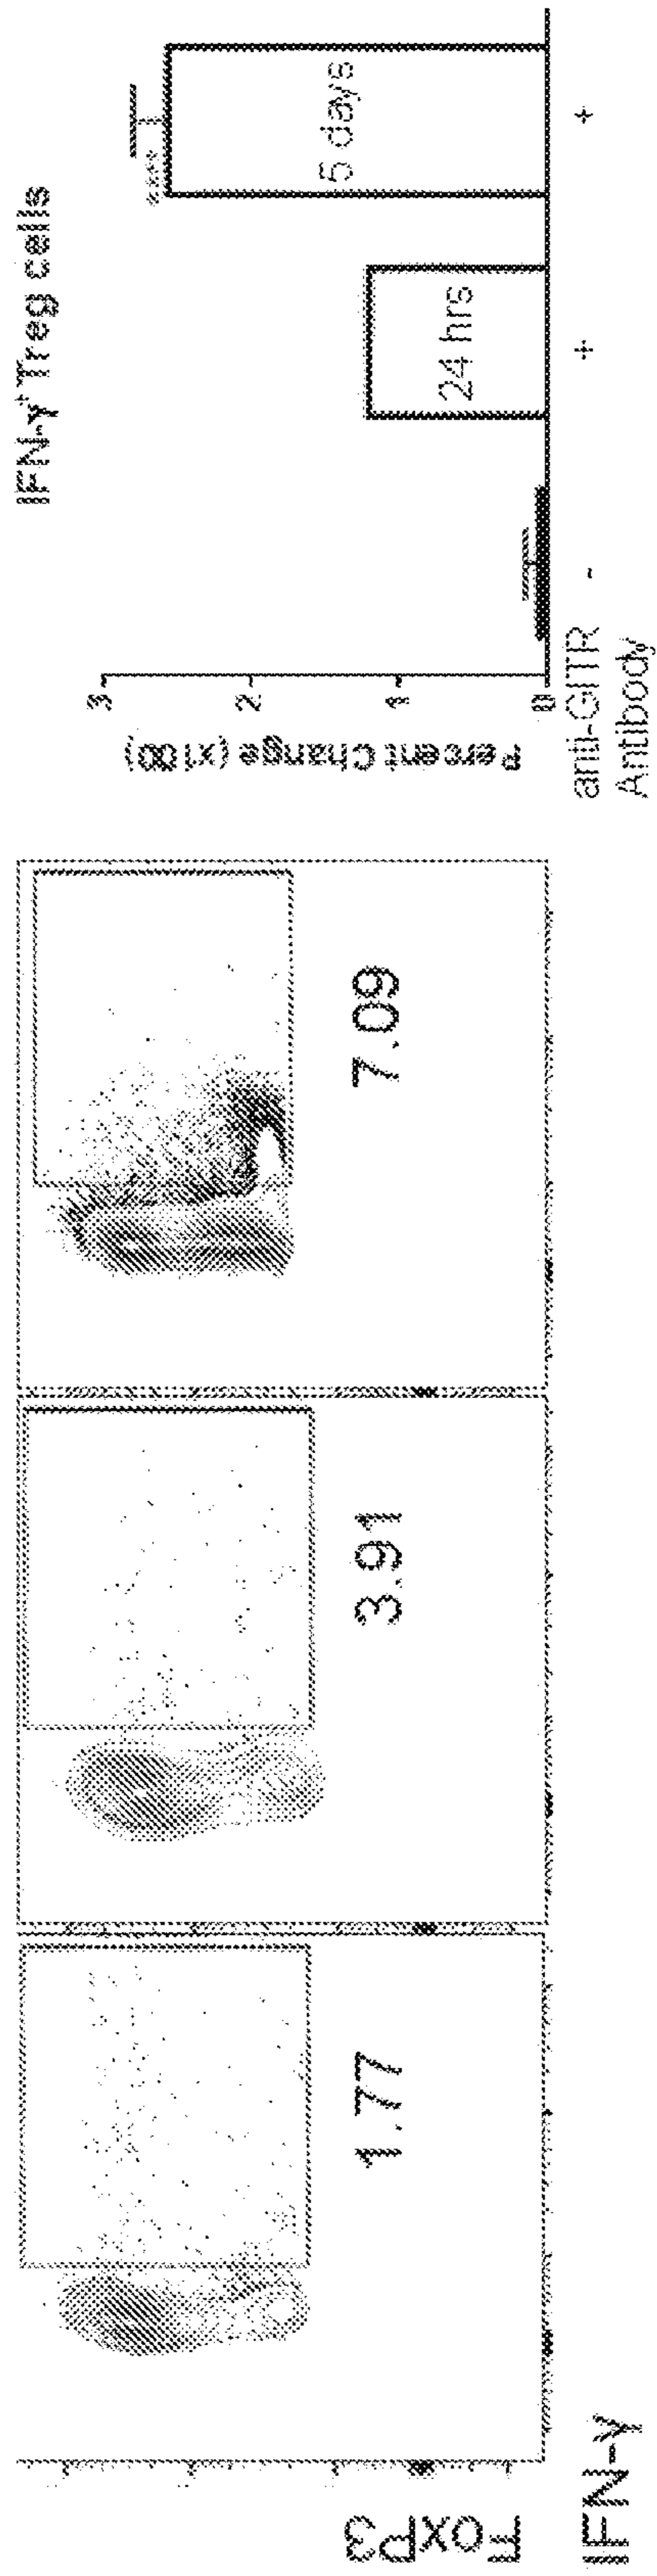 FoxP3
IFN-γ
1.77
3.91
7.09
IFN-γ⁺ Treg cells
Percent Change (x100)
3
2
1
0
24 hrs
5 days
****
anti-GITR
Antibody
-
+
+